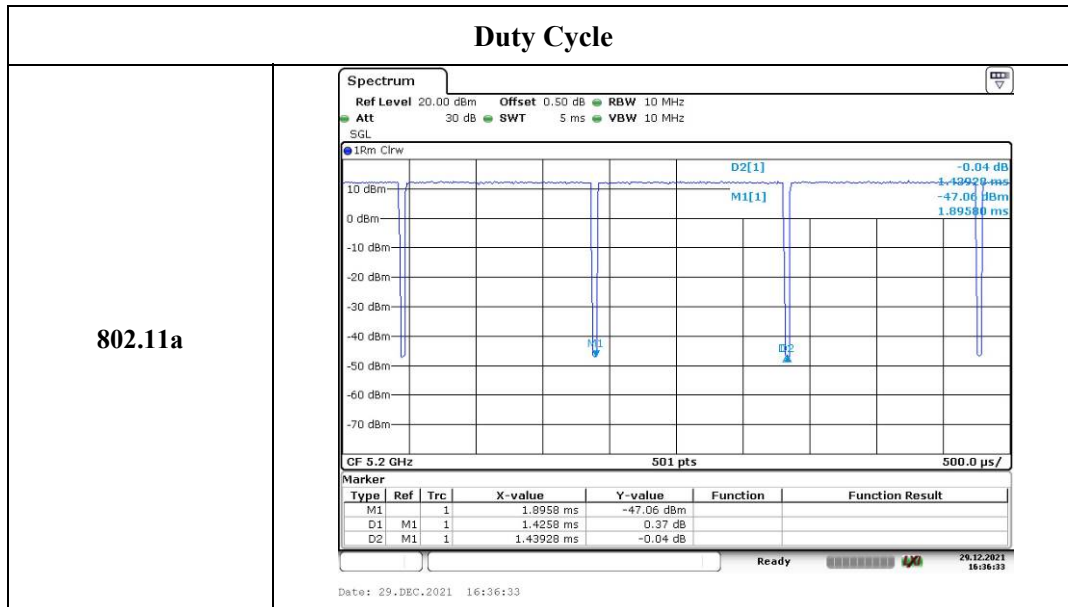 Duty Cycle
802.11a
Spectrum
Ref Level 20.00 dBm Offset 0.50 dB RBW 10 MHz
Att 30 dB SWT 5 ms VBW 10 MHz
SGL
1Rm Clrw
D2[1] -0.04 dB
1.43928 ms
10 dBm
M1[1] -47.06 dBm
1.89580 ms
0 dBm
-10 dBm
-20 dBm
-30 dBm
-40 dBm
M1
D2
-50 dBm
-60 dBm
-70 dBm
CF 5.2 GHz 501 pts 500.0 µs/
Marker
Type Ref Trc X-value Y-value Function Function Result
M1 1 1.8958 ms -47.06 dBm
D1 M1 1 1.4258 ms 0.37 dB
D2 M1 1 1.43928 ms -0.04 dB
Ready LXI 29.12.2021
16:36:33
Date: 29.DEC.2021 16:36:33